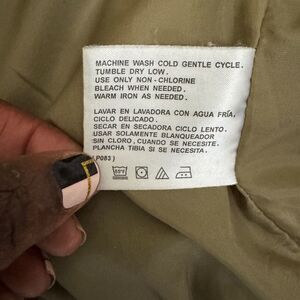 MACHINE WASH COLD GENTLE CYCLE.
TUMBLE DRY LOW.
USE ONLY NON - CHLORINE
BLEACH WHEN NEEDED.
WARM IRON AS NEEDED.
LAVAR EN LAVADORA CON AGUA FRÍA,
CICLO DELICADO.
SECAR EN SECADORA CICLO LENTO.
USAR SOLAMENTE BLANQUEADOR
SIN CLORO, CUANDO SE NECESITE.
PLANCHA TIBIA SI SE NECESITA.
( P083 )